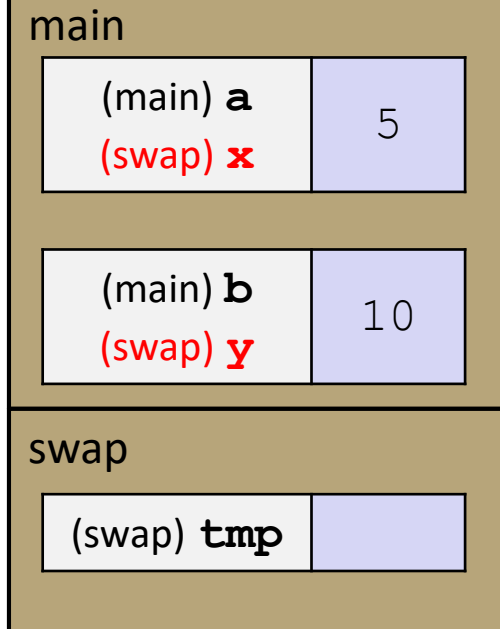 main
(main) a
(swap) x
5
(main) b
(swap) y
10
swap
(swap) tmp